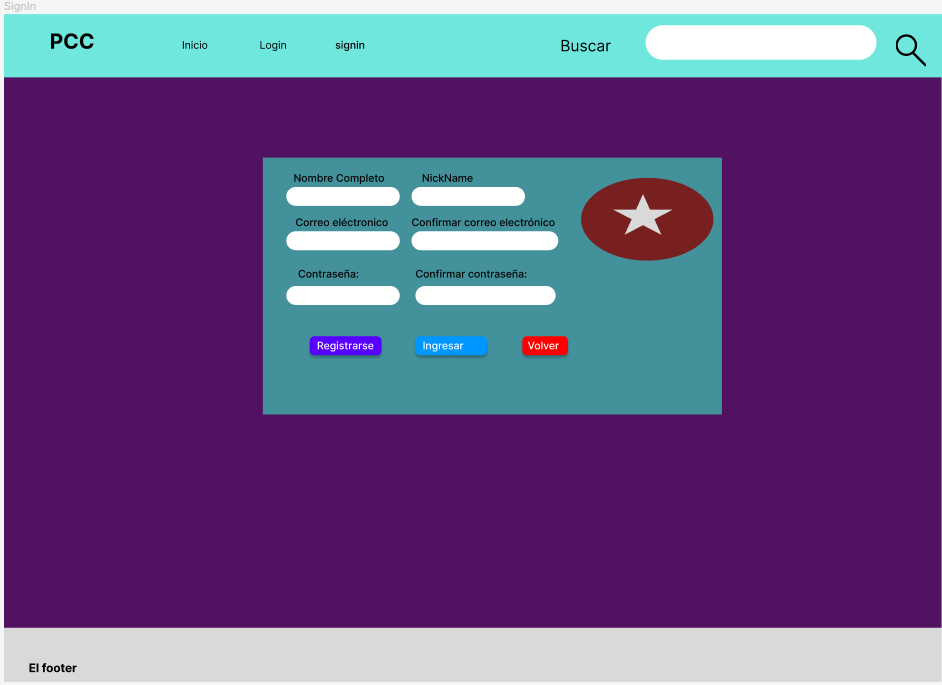 SignIn
PCC Inicio Login signin Buscar
Nombre Completo NickName
Correo eléctronico Confirmar correo electrónico
Contraseña: Confirmar contraseña:
Registrarse Ingresar Volver
El footer